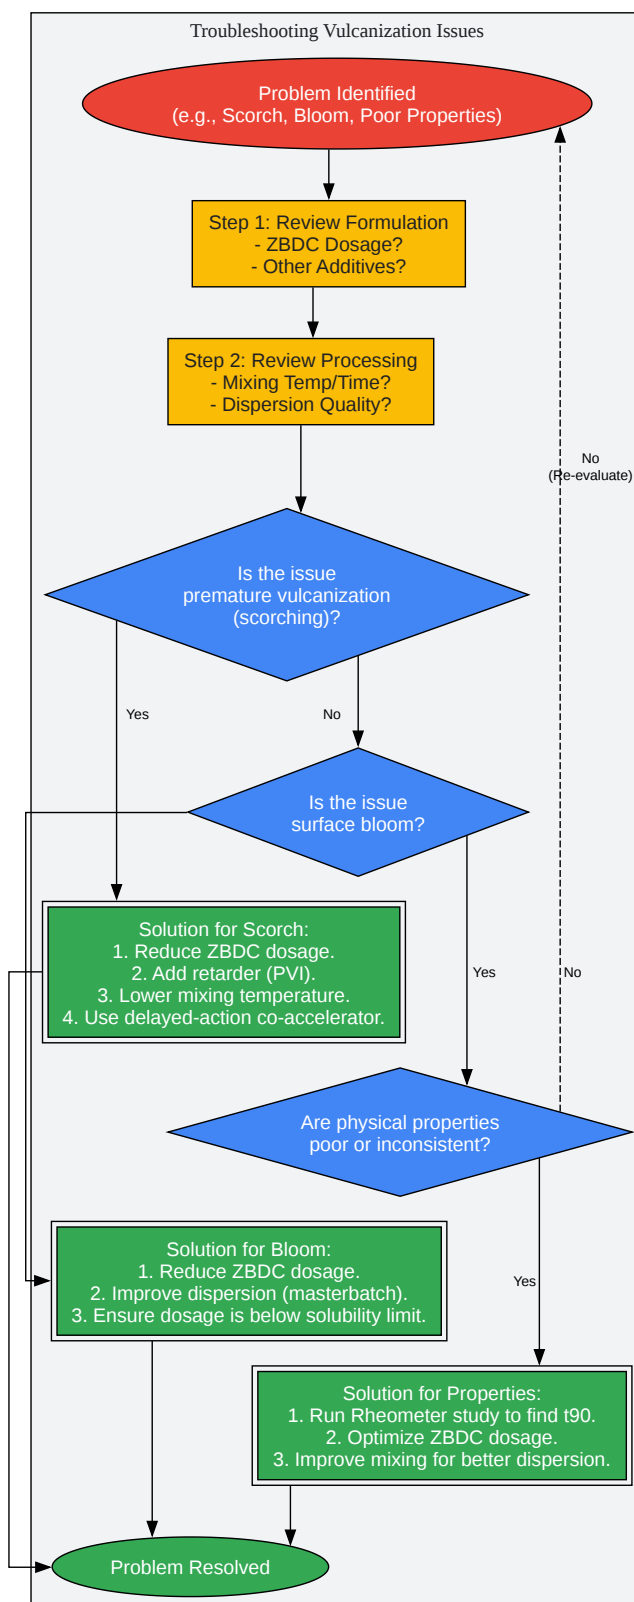 Troubleshooting Vulcanization Issues
Problem Identified
(e.g., Scorch, Bloom, Poor Properties)
Step 1: Review Formulation
- ZBDC Dosage?
- Other Additives?
Step 2: Review Processing
- Mixing Temp/Time?
- Dispersion Quality?
No
(Re-evaluate)
Is the issue
premature vulcanization
(scorching)?
Yes
No
Is the issue
surface bloom?
Solution for Scorch:
1. Reduce ZBDC dosage.
2. Add retarder (PVI).
3. Lower mixing temperature.
4. Use delayed-action co-accelerator.
Yes
No
Are physical properties
poor or inconsistent?
Solution for Bloom:
1. Reduce ZBDC dosage.
2. Improve dispersion (masterbatch).
3. Ensure dosage is below solubility limit.
Yes
Solution for Properties:
1. Run Rheometer study to find t90.
2. Optimize ZBDC dosage.
3. Improve mixing for better dispersion.
Problem Resolved